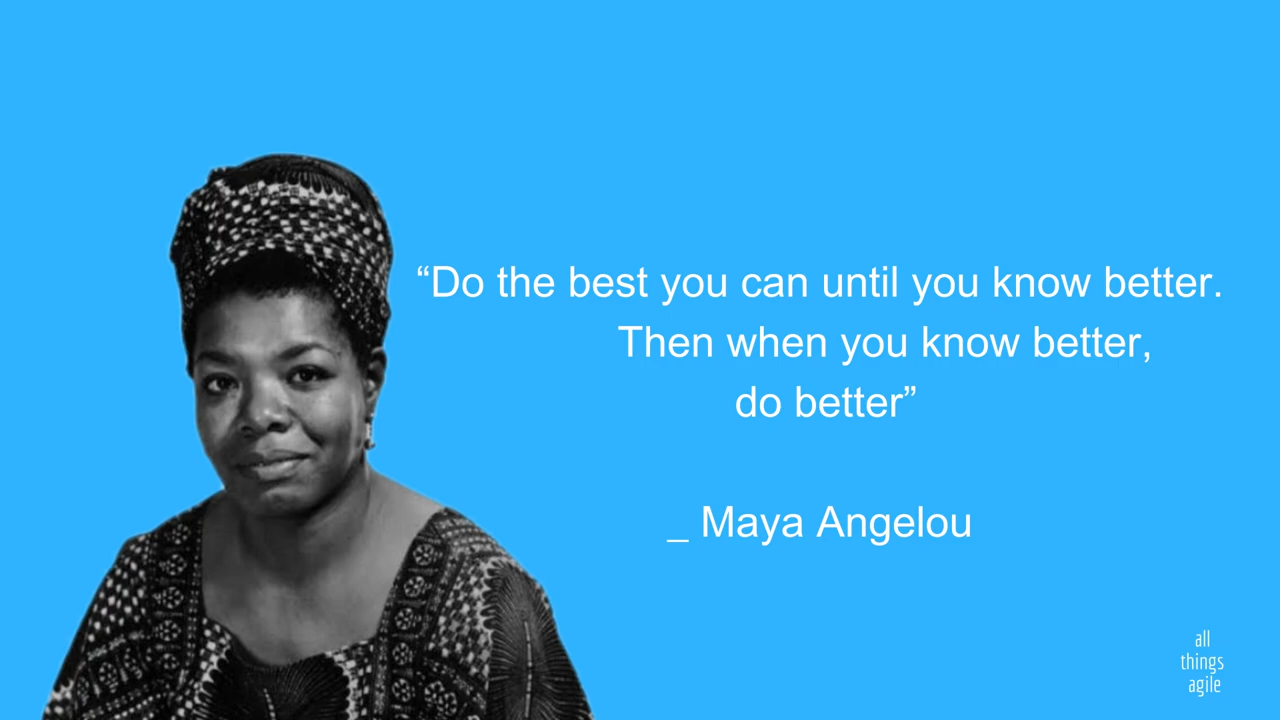 “Do the best you can until you know better.
Then when you know better,
do better”
_ Maya Angelou
all
things
agile